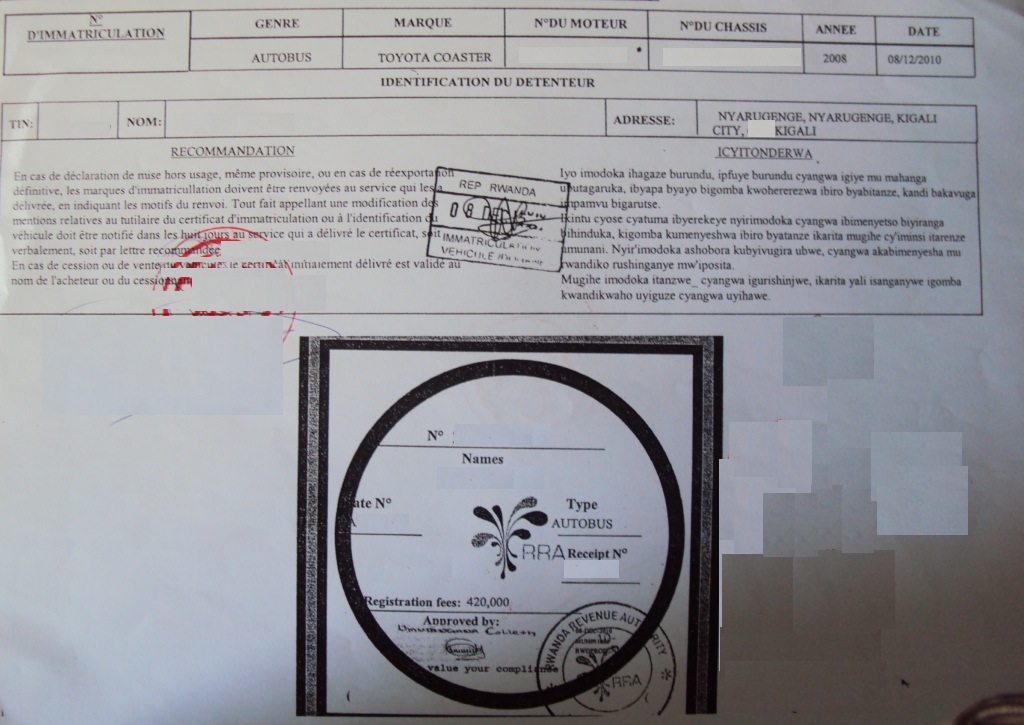 N°
D'IMMATRICULATION
GENRE MARQUE N°DU MOTEUR N°DU CHASSIS ANNEE DATE
AUTOBUS TOYOTA COASTER 2008 08/12/2010
IDENTIFICATION DU DETENTEUR
TIN: NOM: ADRESSE: NYARUGENGE, NYARUGENGE, KIGALI
CITY, KIGALI
RECOMMANDATION
En cas de déclaration de mise hors usage, même provisoire, ou en cas de réexportation
définitive, les marques d'immatricullation doivent être renvoyées au service qui les a
délivrée, en indiquant les motifs du renvoi. Tout fait appellant une modification des
mentions relatives au tutilaire du certificat d'immatriculation ou à l'identification du
véhicule doit être notifié dans les huit jours au service qui a délivré le certificat, soit
verbalement, soit par lettre recommandée
En cas de cession ou de vente initialement délivré est validé au
nom de l'acheteur ou du cessionnaire
ICYITONDERWA
Iyo imodoka ihagaze burundu, ipfuye burundu cyangwa igiye mu mahanga
ubutagaruka, ibyapa byayo bigomba kwohererezwa ibiro byabitanze, kandi bakavuga
impamvu bigarutse.
Ikintu cyose cyatuma ibyerekeye nyirimodoka cyangwa ibimenyetso biyiranga
bihinduka, kigomba kumenyeshwa ibiro byatanze ikarita mugihe cy'iminsi itarenze
umunani. Nyir'imodoka ashobora kubyivugira ubwe, cyangwa akabimenyesha mu
rwandiko rushinganye mw'iposita.
Mugihe imodoka itanzwe_ cyangwa igurishinjwe, ikarita yali isanganywe igomba
kwandikwaho uyiguze cyangwa uyihawe.
REP RWANDA
IMMATRICULATION
VEHICULE
N°
Names
ate N° Type
A AUTOBUS
RRA Receipt N°
Registration fees: 420,000
Approved by:
value your compliance
RWANDA REVENUE AUTHORITY
RRA